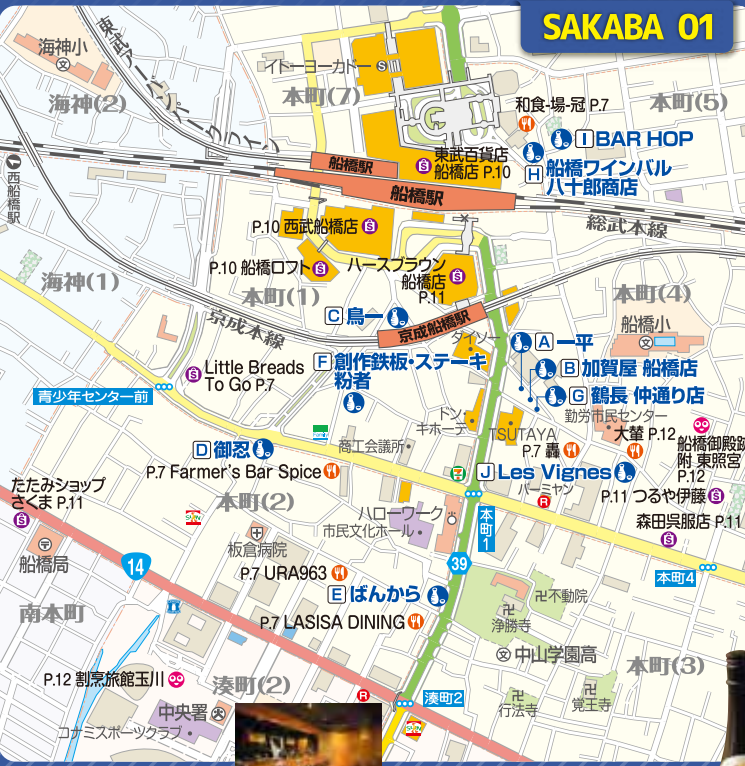 SAKABA 01
海神小
海神(2)
東武アーバンパークライン
イトーヨーカドー S
本町(7)
和食-場-冠 P.7
本町(5)
I BAR HOP
H 船橋ワインバル
八十郎商店
東武百貨店
船橋店 P.10
船橋駅
船橋駅
西船橋駅
総武本線
P.10 西武船橋店
P.10 船橋ロフト
ハースブラウン
船橋店
P.11
海神(1)
本町(1)
京成本線
C 鳥一
京成船橋駅
本町(4)
船橋小
ダイソー
A 一平
B 加賀屋 船橋店
G 鶴長 仲通り店
F 創作鉄板・ステーキ
粉者
Little Breads
To Go P.7
青少年センター前
勤労市民センター
ドン・
キホーテ
TSUTAYA
大輦 P.12
P.7 轟
船橋御殿跡
附 東照宮
P.12
D 御忍
商工会議所
P.7 Farmer's Bar Spice
J Les Vignes
バーミヤン
R
P.11 つるや伊藤
森田呉服店 P.11
たたみショップ
さくま P.11
本町(2)
ハローワーク
市民文化ホール
本町1
船橋局
板倉病院
14
39
本町4
P.7 URA963
E ばんから
P.7 LASISA DINING
南本町
不動院
浄勝寺
中山学園高
本町(3)
P.12 割烹旅館玉川
湊町(2)
R
湊町2
行法寺
覚王寺
中央署
コナミスポーツクラブ